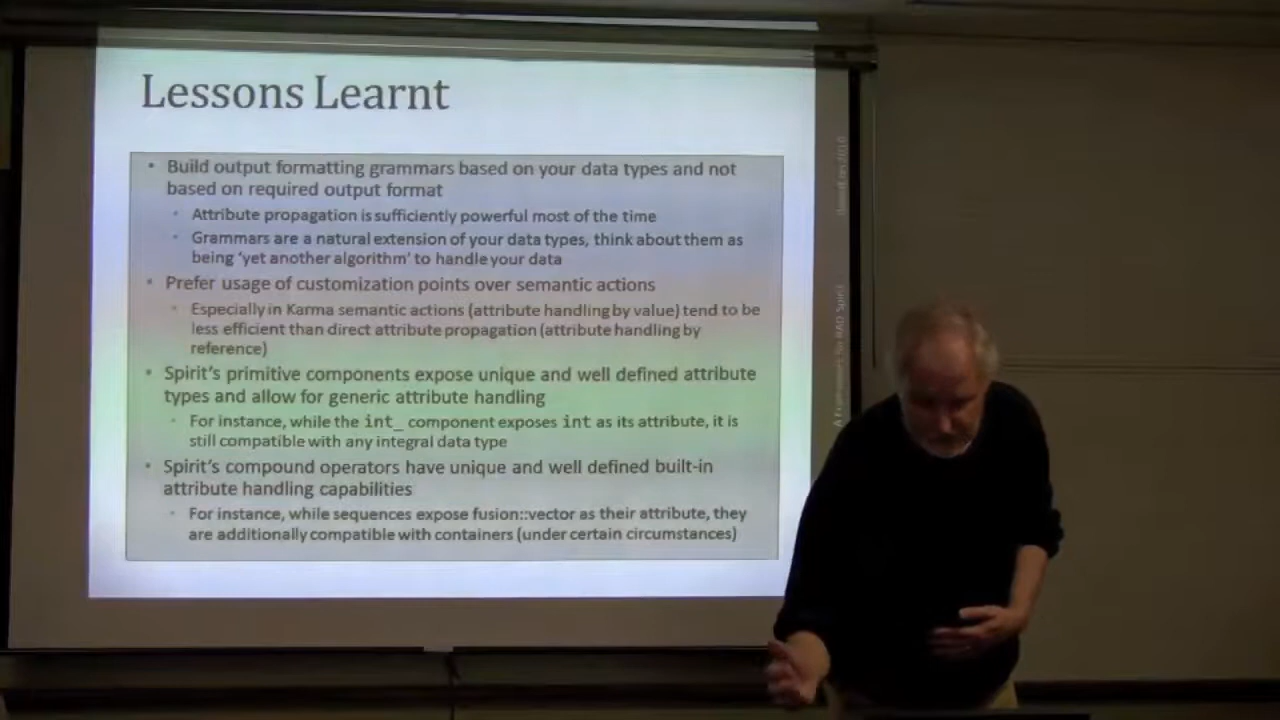 Lessons Learnt
• Build output formatting grammars based on your data types and not
based on required output format
• Attribute propagation is sufficiently powerful most of the time
• Grammars are a natural extension of your data types, think about them as
being ‘yet another algorithm’ to handle your data
• Prefer usage of customization points over semantic actions
• Especially in Karma semantic actions (attribute handling by value) tend to
be less efficient than direct attribute propagation (attribute handling by
reference)
• Spirit’s primitive components expose unique and well defined attribute
types and allow for generic attribute handling
• For instance, while the int_ component exposes int as its attribute, it is
still compatible with any integral data type
• Spirit’s compound operators have unique and well defined built-in
attribute handling capabilities
• For instance, while sequences expose fusion::vector as their attribute, they
are additionally compatible with containers (under certain circumstances)